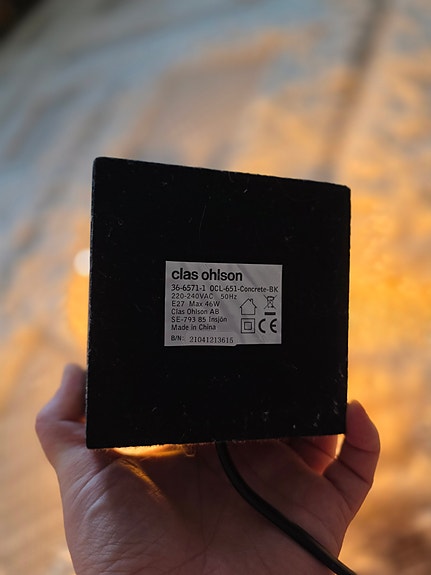 clas ohlson
36-6571-1 OCL-651-Concrete-BK
220-240VAC 50Hz
E27 Max 46W
Clas Ohlson AB
SE-793 85 Insjön
Made in China
CE
B/N: 21041213615